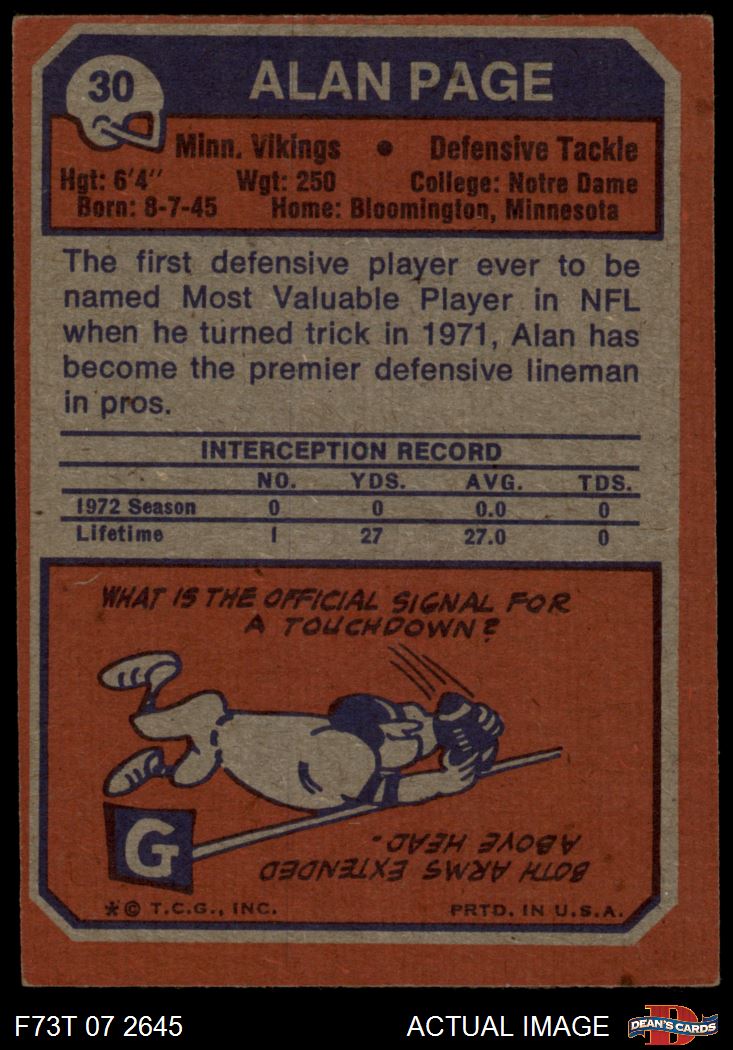 30
ALAN PAGE
Minn. Vikings • Defensive Tackle
Hgt: 6'4" Wgt: 250 College: Notre Dame
Born: 8-7-45 Home: Bloomington, Minnesota
The first defensive player ever to be
named Most Valuable Player in NFL
when he turned trick in 1971, Alan has
become the premier defensive lineman
in pros.
INTERCEPTION RECORD
NO. YDS. AVG. TDS.
1972 Season 0 0 0.0 0
Lifetime 1 27 27.0 0
WHAT IS THE OFFICIAL SIGNAL FOR
A TOUCHDOWN?
G
BOTH ARMS EXTENDED
ABOVE HEAD.
*© T.C.G., INC. PRTD. IN U.S.A.
F73T 07 2645 ACTUAL IMAGE D DEAN'S CARDS